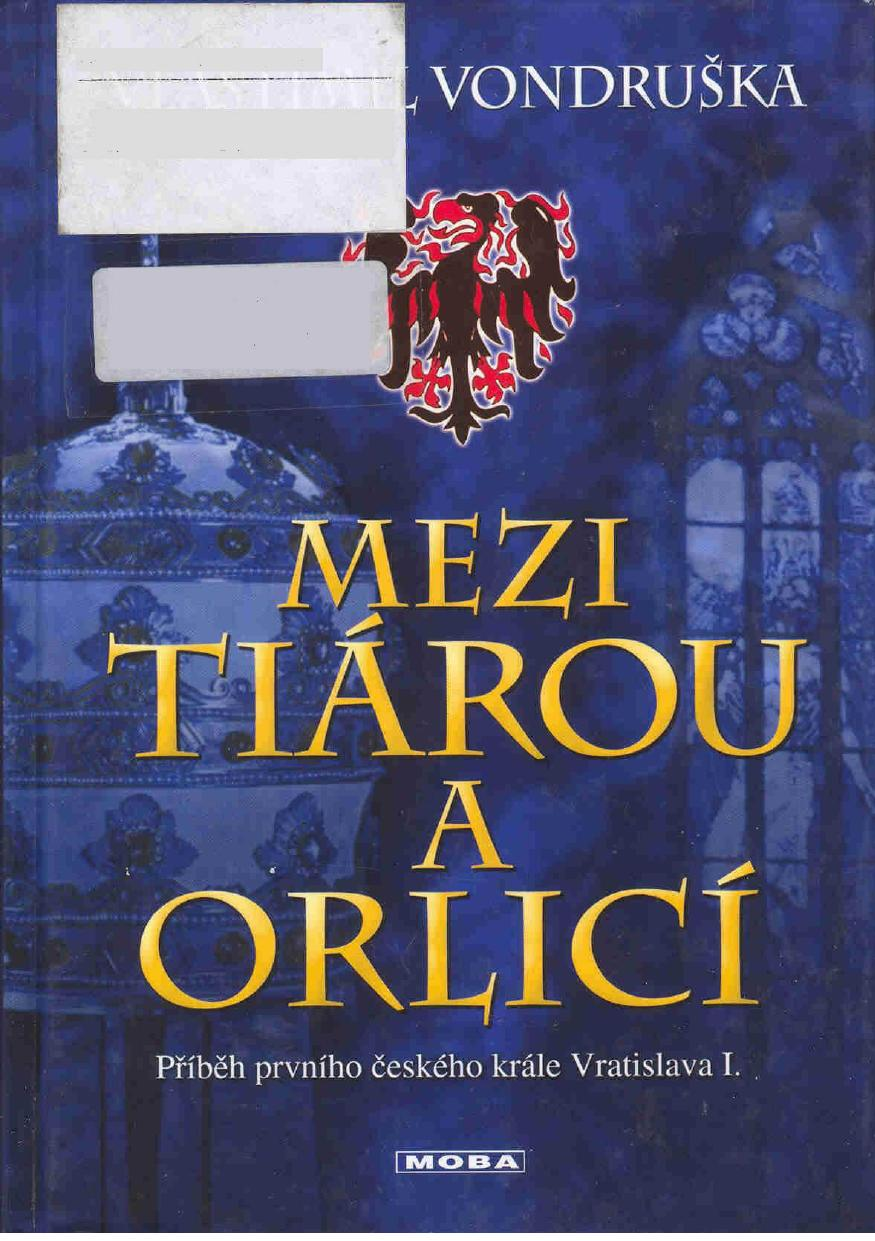 VONDRUŠKA
MEZI
TIÁROU
A
ORLICÍ
Příběh prvního českého krále Vratislava I.
MOBA